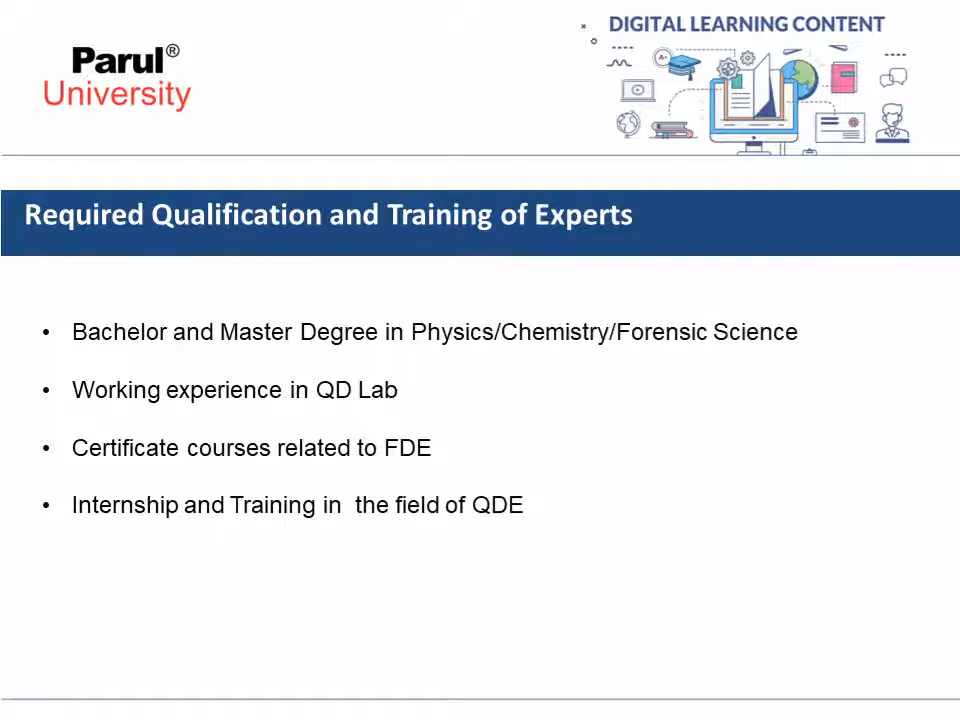 Parul®
University
DIGITAL LEARNING CONTENT
A+
Required Qualification and Training of Experts
• Bachelor and Master Degree in Physics/Chemistry/Forensic Science
• Working experience in QD Lab
• Certificate courses related to FDE
• Internship and Training in  the field of QDE